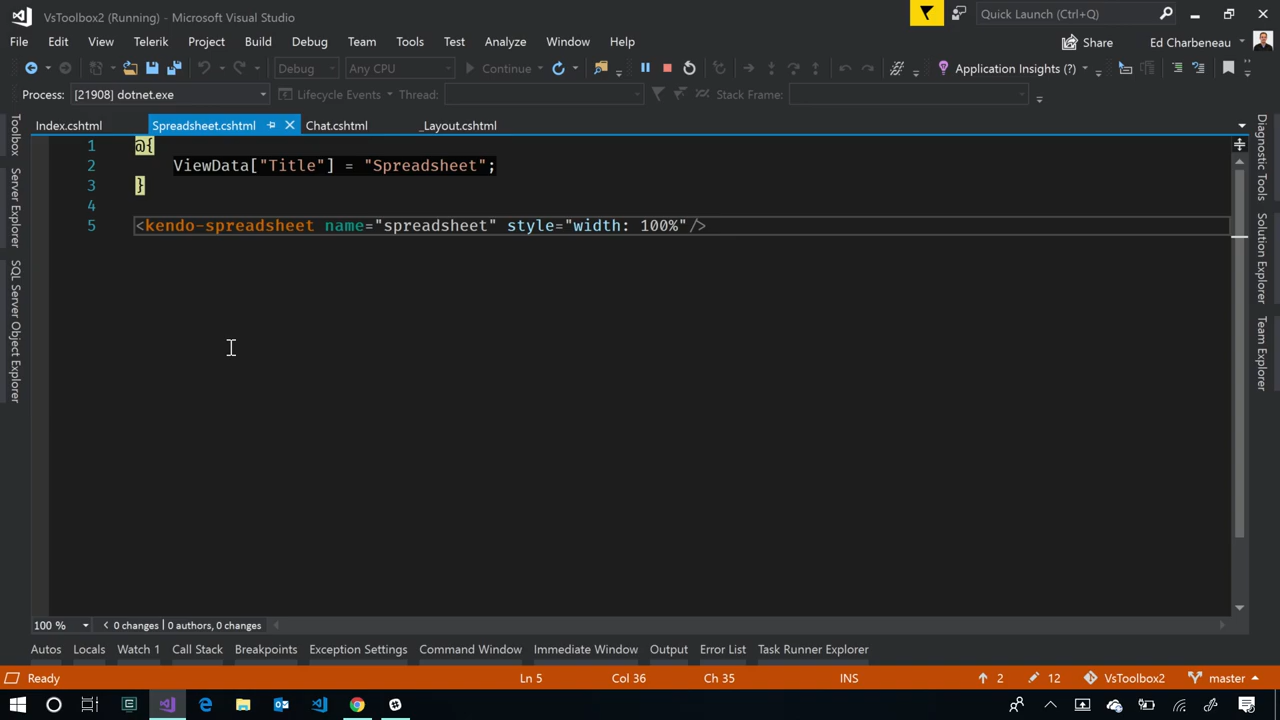 VsToolbox2 (Running) - Microsoft Visual Studio
Quick Launch (Ctrl+Q)
File Edit View Telerik Project Build Debug Team Tools Test Analyze Window Help
Share Ed Charbeneau
Debug Any CPU Continue Application Insights (?)
Process: [21908] dotnet.exe Lifecycle Events Thread: Stack Frame:
Index.cshtml Spreadsheet.cshtml Chat.cshtml _Layout.cshtml
1 @{
2 ViewData["Title"] = "Spreadsheet";
3 }
4
5 <kendo-spreadsheet name="spreadsheet" style="width: 100%"/>
Toolbox
Server Explorer
SQL Server Object Explorer
Diagnostic Tools
Solution Explorer
Team Explorer
100 % 0 changes | 0 authors, 0 changes
Autos Locals Watch 1 Call Stack Breakpoints Exception Settings Command Window Immediate Window Output Error List Task Runner Explorer
Ready Ln 5 Col 36 Ch 35 INS 2 12 VsToolbox2 master